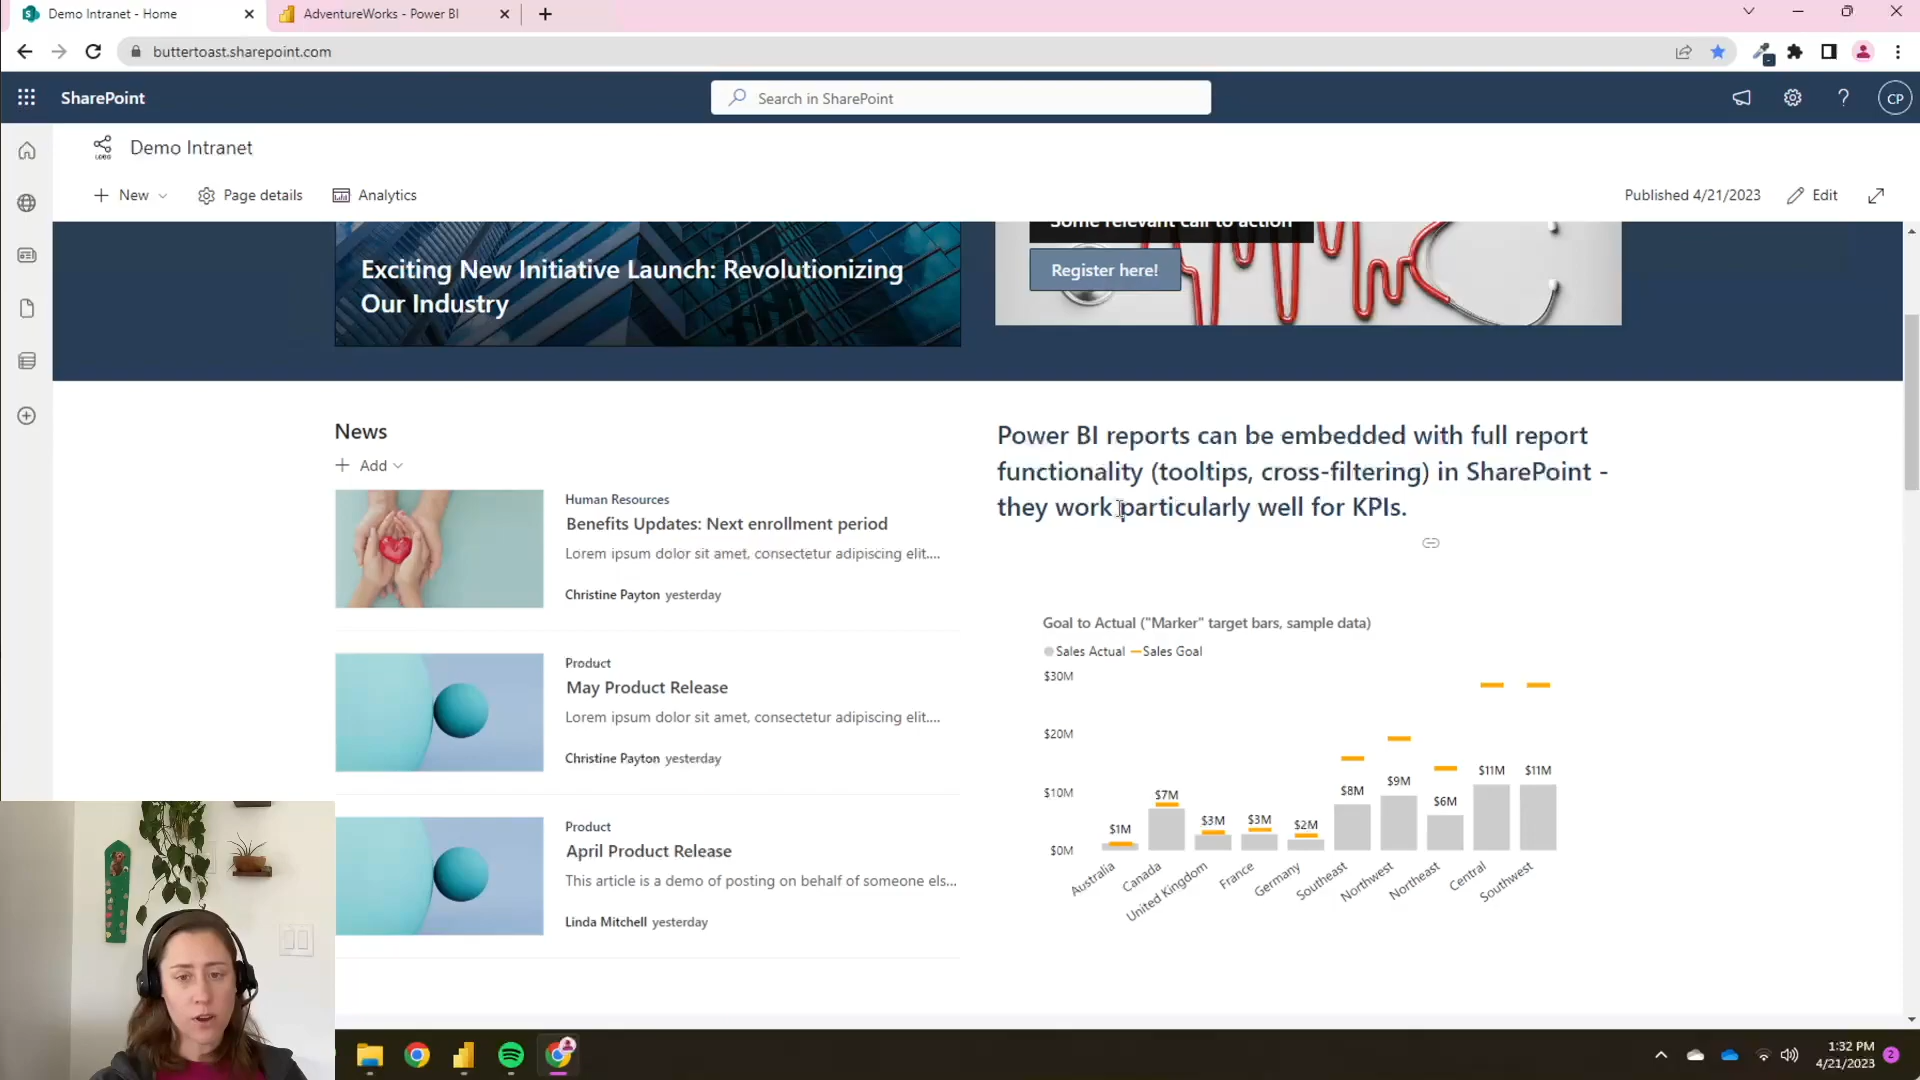 Demo Intranet - Home
AdventureWorks - Power BI
buttertoast.sharepoint.com
SharePoint
Search in SharePoint
CP
LOGO
Demo Intranet
New
Page details
Analytics
Published 4/21/2023
Edit
Exciting New Initiative Launch: Revolutionizing
Our Industry
Some relevant call to action
Register here!
News
Add
Human Resources
Benefits Updates: Next enrollment period
Lorem ipsum dolor sit amet, consectetur adipiscing elit....
Christine Payton yesterday
Product
May Product Release
Lorem ipsum dolor sit amet, consectetur adipiscing elit....
Christine Payton yesterday
Product
April Product Release
This article is a demo of posting on behalf of someone els...
Linda Mitchell yesterday
Power BI reports can be embedded with full report
functionality (tooltips, cross-filtering) in SharePoint -
they work particularly well for KPIs.
Goal to Actual ("Marker" target bars, sample data)
Sales Actual Sales Goal
$30M
$20M
$10M
$0M
$1M
$7M
$3M
$3M
$2M
$8M
$9M
$6M
$11M
$11M
Australia
Canada
United Kingdom
France
Germany
Southeast
Northwest
Northeast
Central
Southwest
1:32 PM
4/21/2023
2